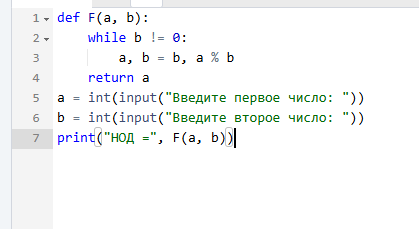 1 def F(a, b):
2     while b != 0:
3         a, b = b, a % b
4     return a
5 a = int(input("Введите первое число: "))
6 b = int(input("Введите второе число: "))
7 print("НОД =", F(a, b))